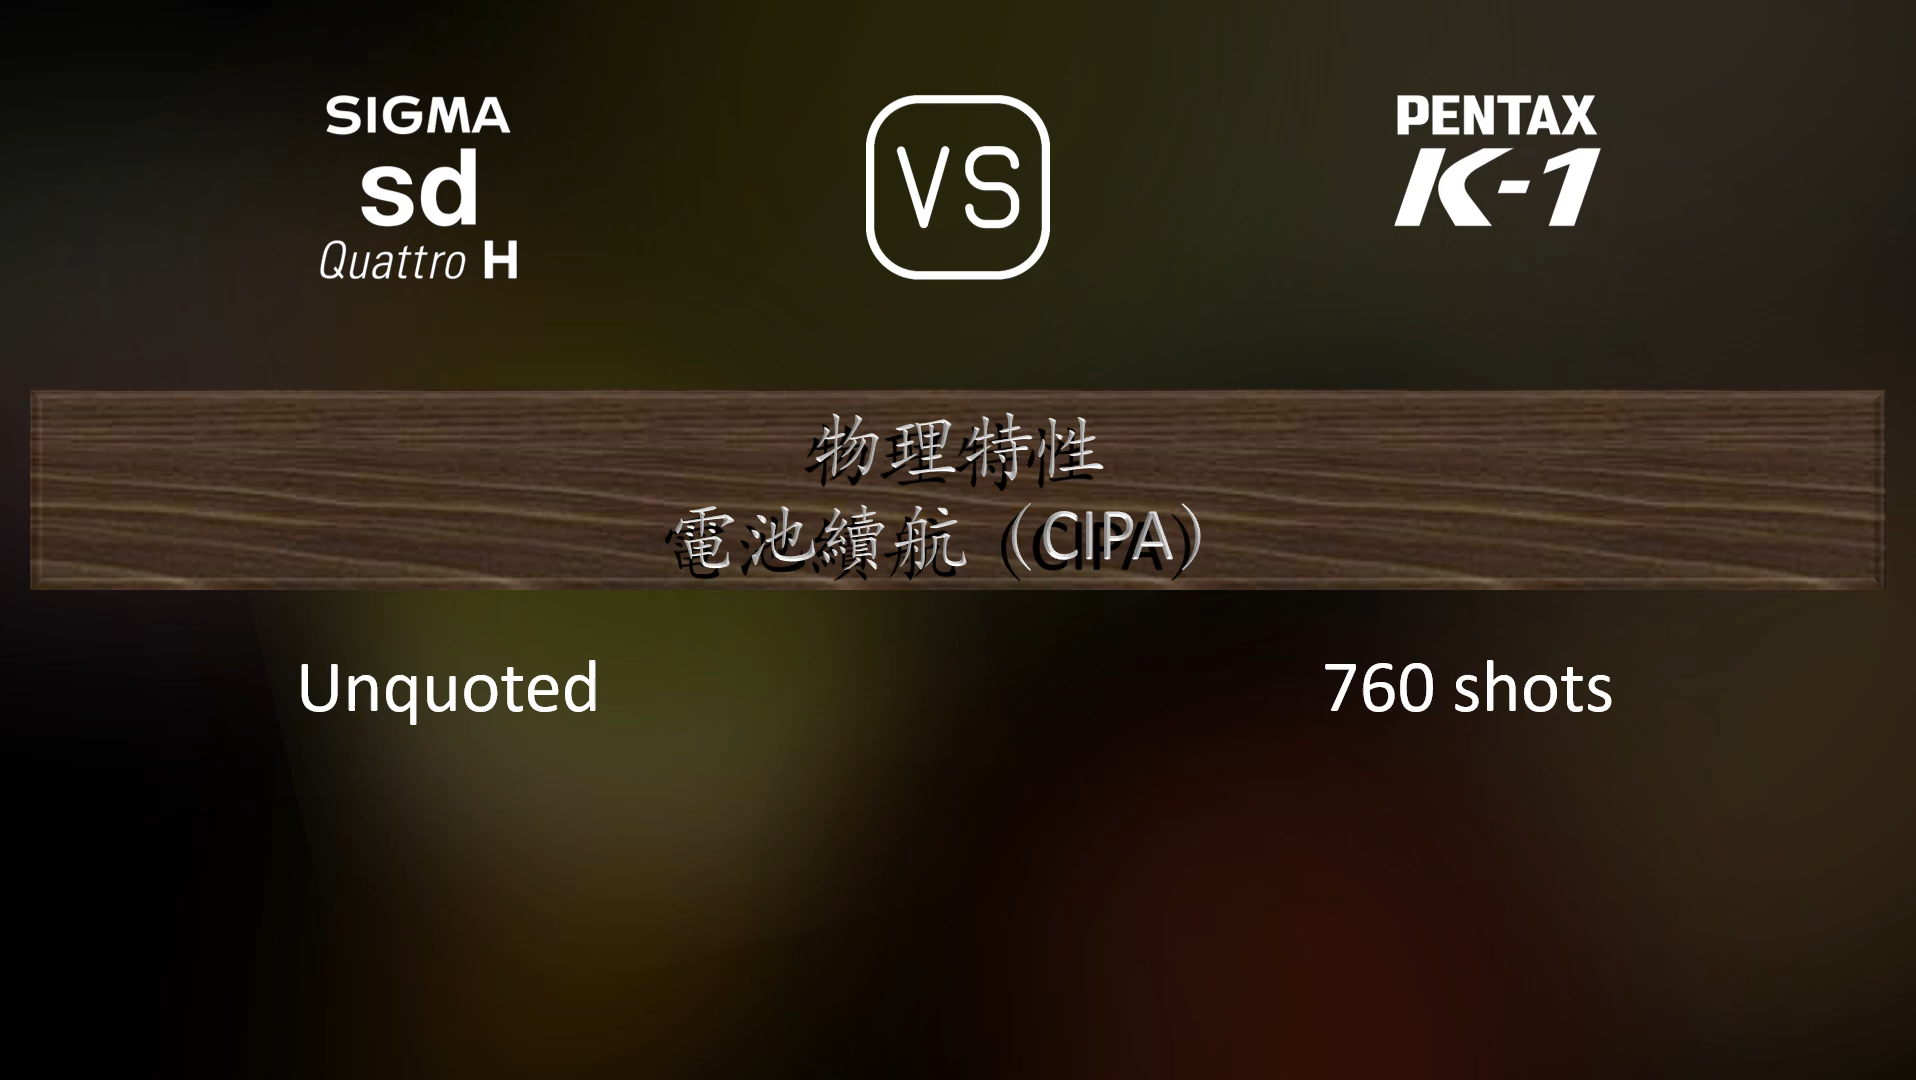 SIGMA
sd
Quattro H
VS
PENTAX
K-1
物理特性
電池續航（CIPA）
Unquoted
760 shots